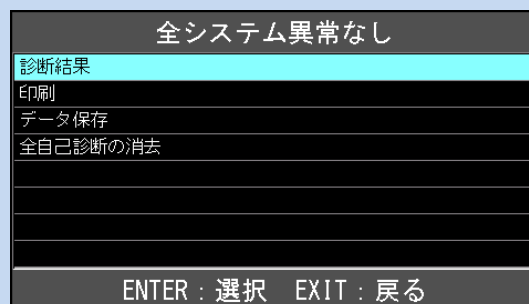 全システム異常なし
診断結果
印刷
データ保存
全自己診断の消去
ENTER：選択　EXIT：戻る